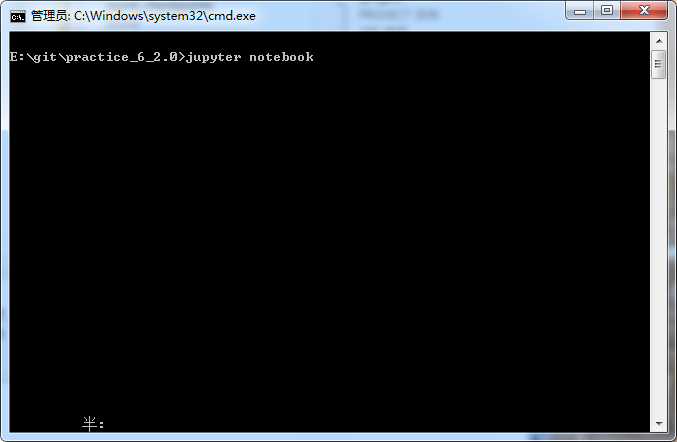 管理员: C:\Windows\system32\cmd.exe
E:\git\practice_6_2.0>jupyter notebook
半: